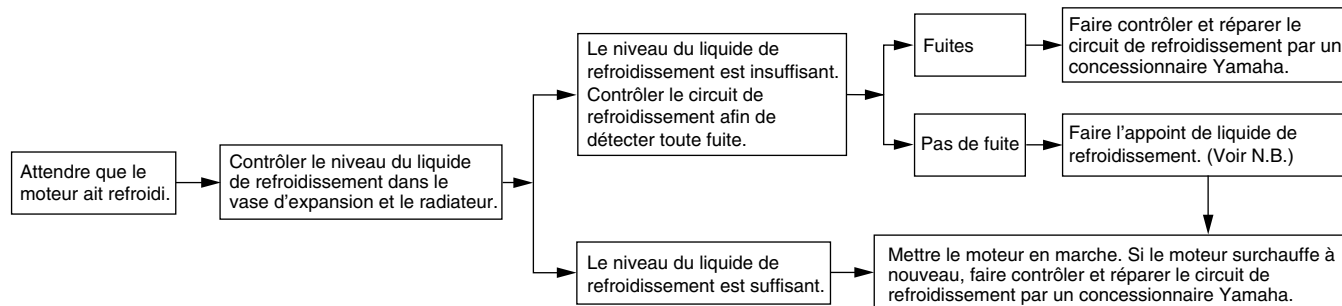 Attendre que le
moteur ait refroidi.
Contrôler le niveau du liquide
de refroidissement dans le
vase d’expansion et le radiateur.
Le niveau du liquide de
refroidissement est insuffisant.
Contrôler le circuit de
refroidissement afin de
détecter toute fuite.
Fuites
Faire contrôler et réparer le
circuit de refroidissement par un
concessionnaire Yamaha.
Pas de fuite
Faire l’appoint de liquide de
refroidissement. (Voir N.B.)
Le niveau du liquide de
refroidissement est suffisant.
Mettre le moteur en marche. Si le moteur surchauffe à
nouveau, faire contrôler et réparer le circuit de
refroidissement par un concessionnaire Yamaha.